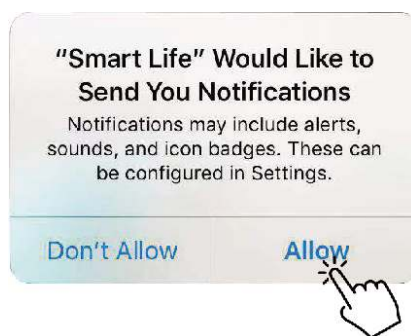 “Smart Life” Would Like to
Send You Notifications
Notifications may include alerts,
sounds, and icon badges. These can
be configured in Settings.
Don't Allow
Allow